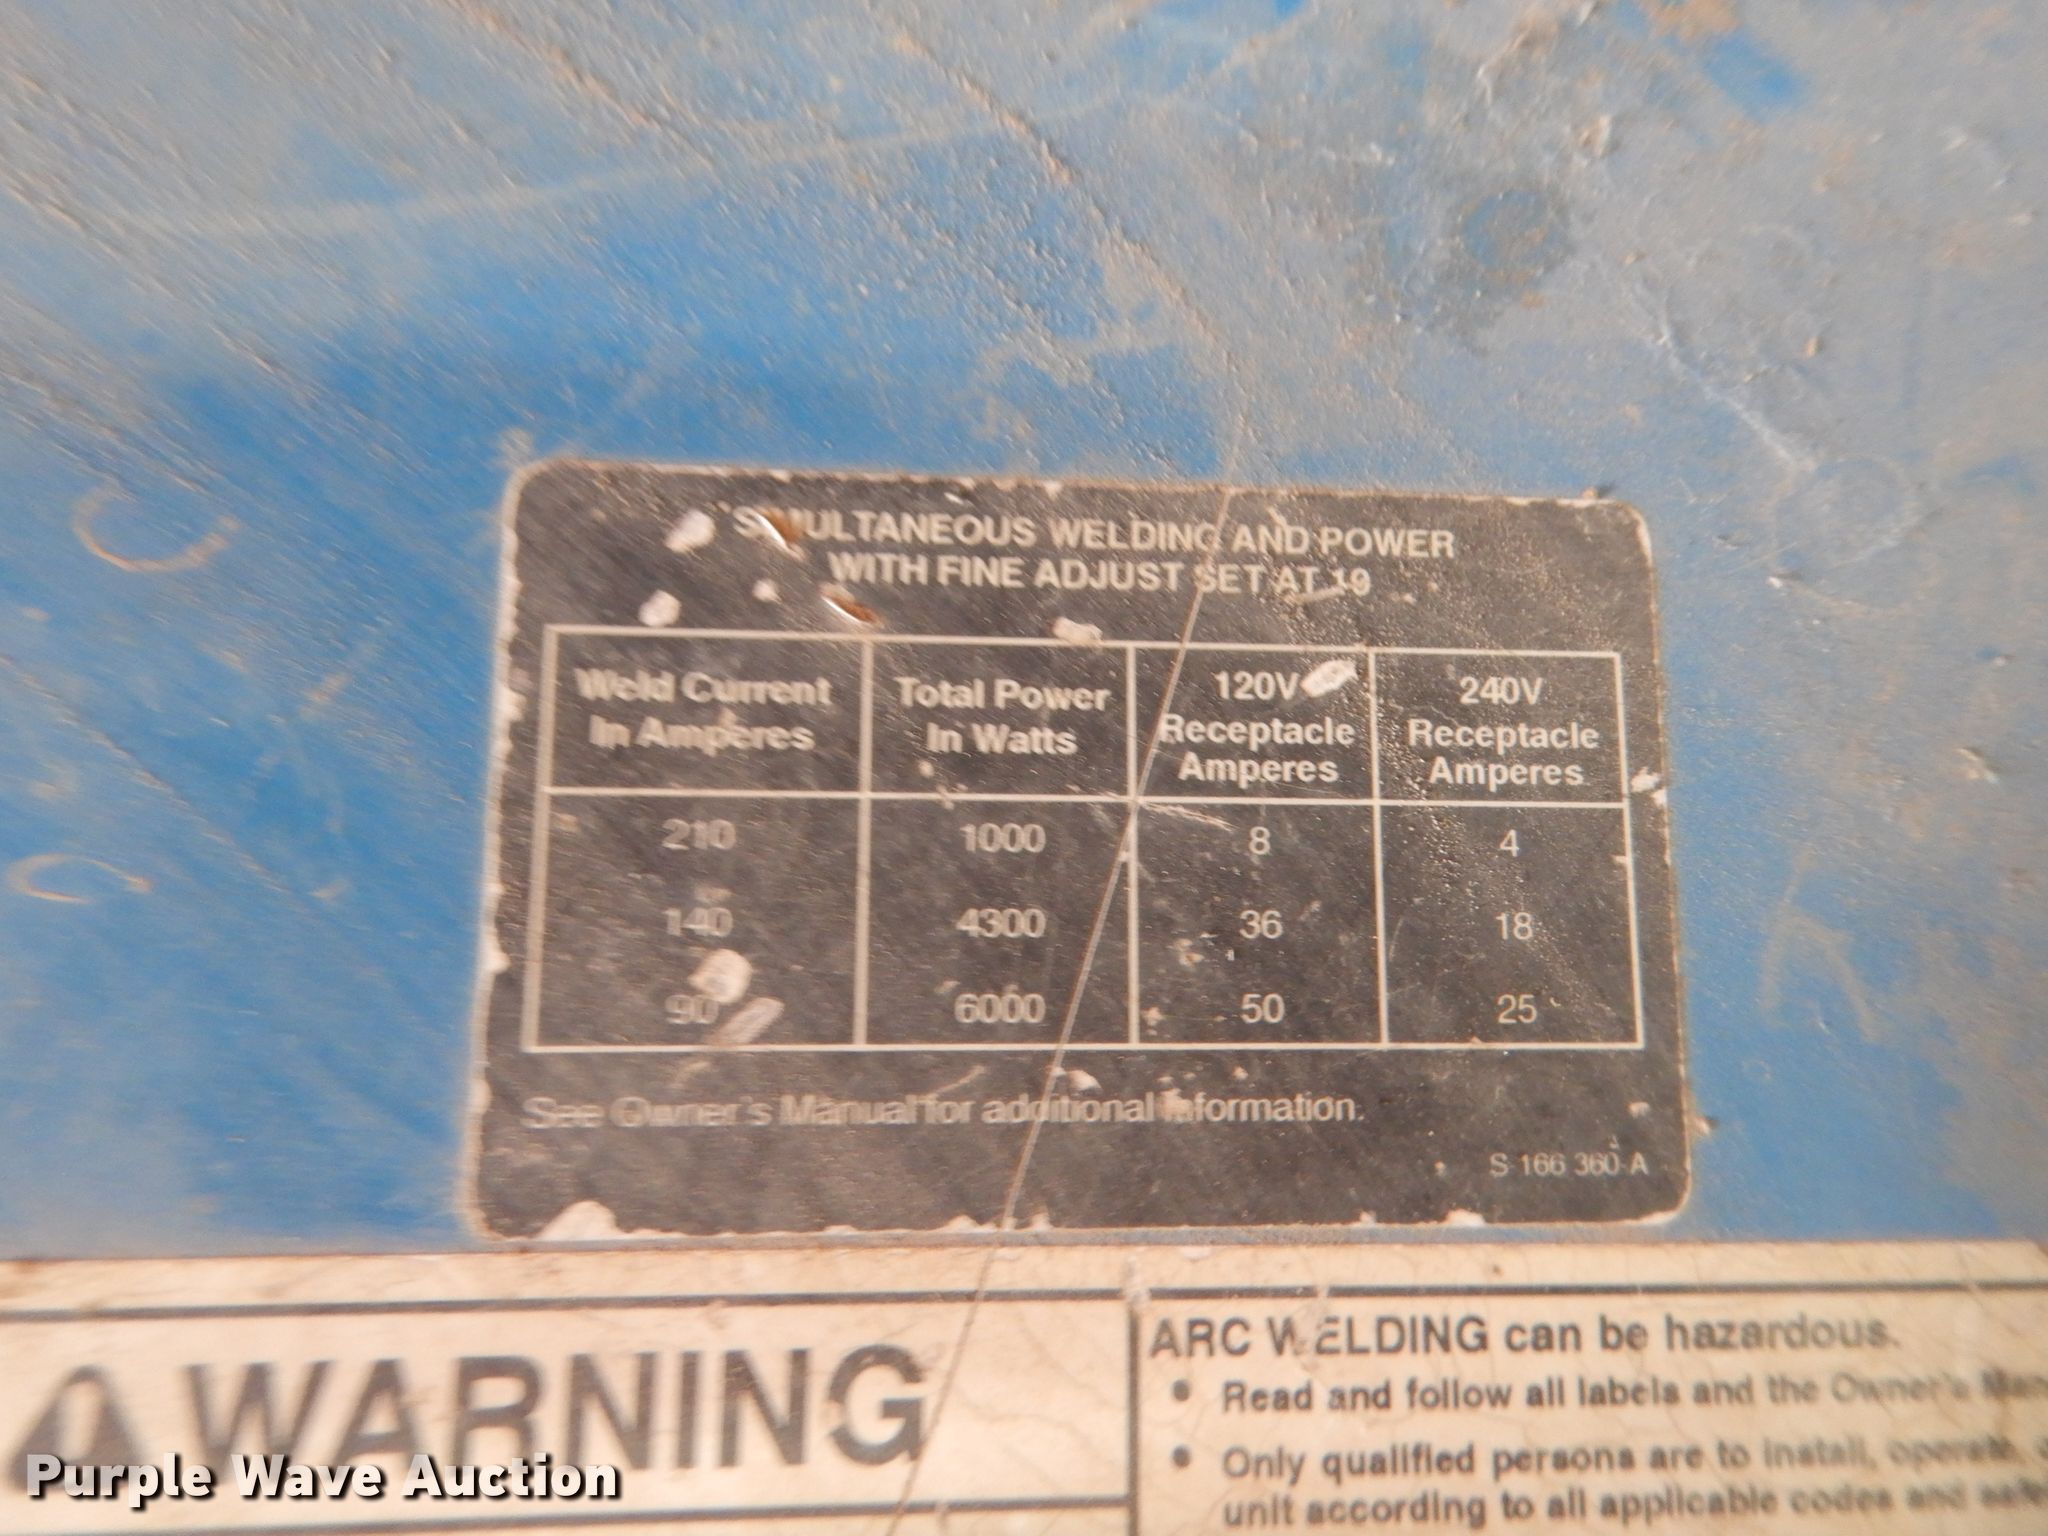 SIMULTANEOUS WELDING AND POWER
WITH FINE ADJUST SET AT 10
Weld Current
In Amperes
Total Power
In Watts
120V
Receptacle
Amperes
240V
Receptacle
Amperes
210 1000 8 4
140 4300 36 18
90 6000 50 25
See Owner's Manual for additional information.
S-166 360-A
WARNING
ARC WELDING can be hazardous.
• Read and follow all labels and the Owner's
• Only qualified persons are to install, operate,
unit according to all applicable codes and
Purple Wave Auction